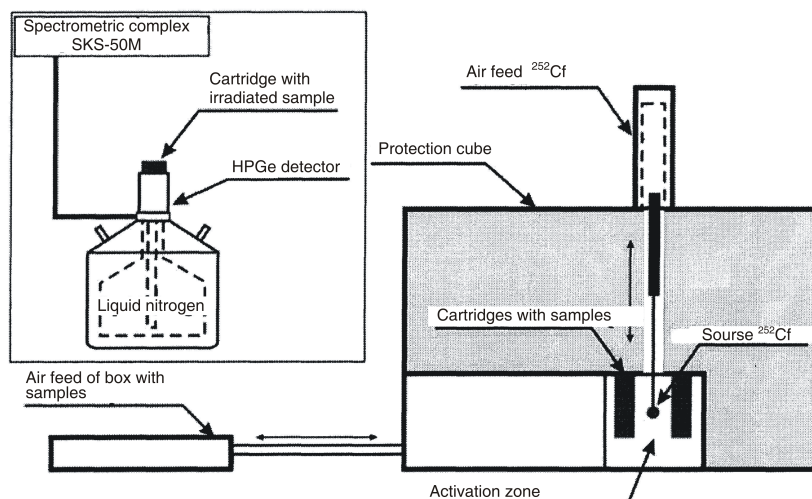 Spectrometric complex
SKS-50M
Cartridge with
irradiated sample
HPGe detector
Liquid nitrogen
Air feed of box with
samples
Air feed ²⁵²Cf
Protection cube
Cartridges with samples
Sourse ²⁵²Cf
Activation zone